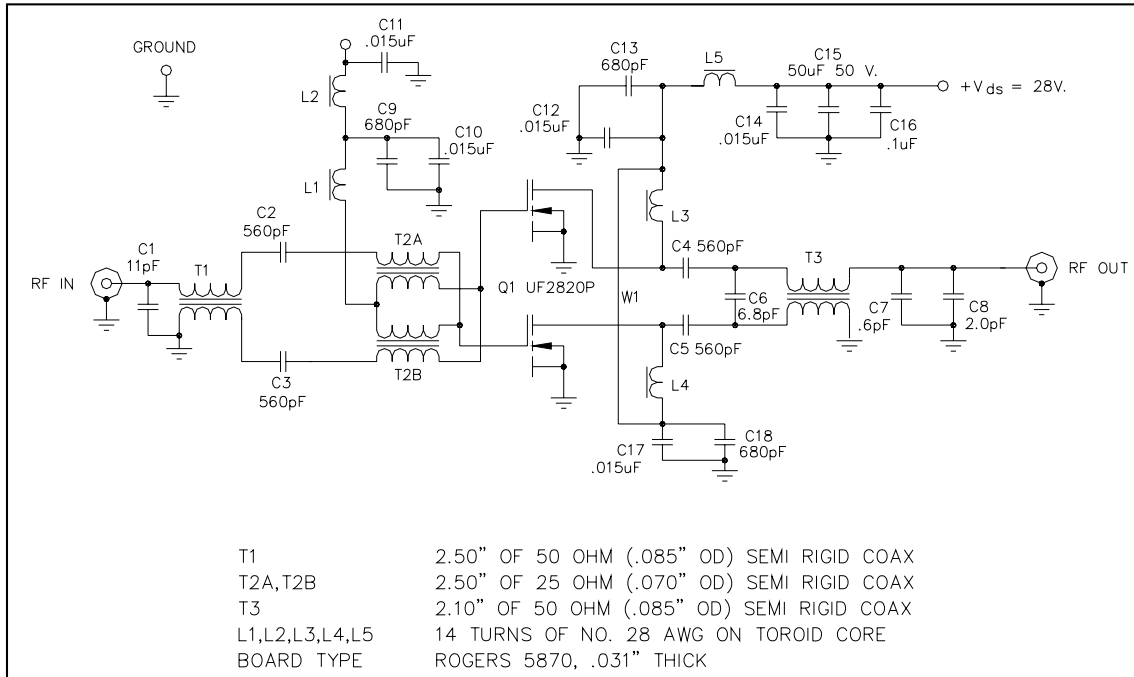 GROUND
C11
.015uF
L2
C9
680pF
C10
.015uF
L1
C13
680pF
L5
C15
50uF 50 V.
+Vds = 28V.
C12
.015uF
C14
.015uF
C16
.1uF
C2
560pF
T2A
L3
C1
11pF
T1
RF IN
Q1 UF2820P
C4 560pF
T3
RF OUT
W1
C6
6.8pF
C7
.6pF
C8
2.0pF
C5 560pF
T2B
C3
560pF
L4
C17
.015uF
C18
680pF
T1 2.50" OF 50 OHM (.085" OD) SEMI RIGID COAX
T2A,T2B 2.50" OF 25 OHM (.070" OD) SEMI RIGID COAX
T3 2.10" OF 50 OHM (.085" OD) SEMI RIGID COAX
L1,L2,L3,L4,L5 14 TURNS OF NO. 28 AWG ON TOROID CORE
BOARD TYPE ROGERS 5870, .031" THICK